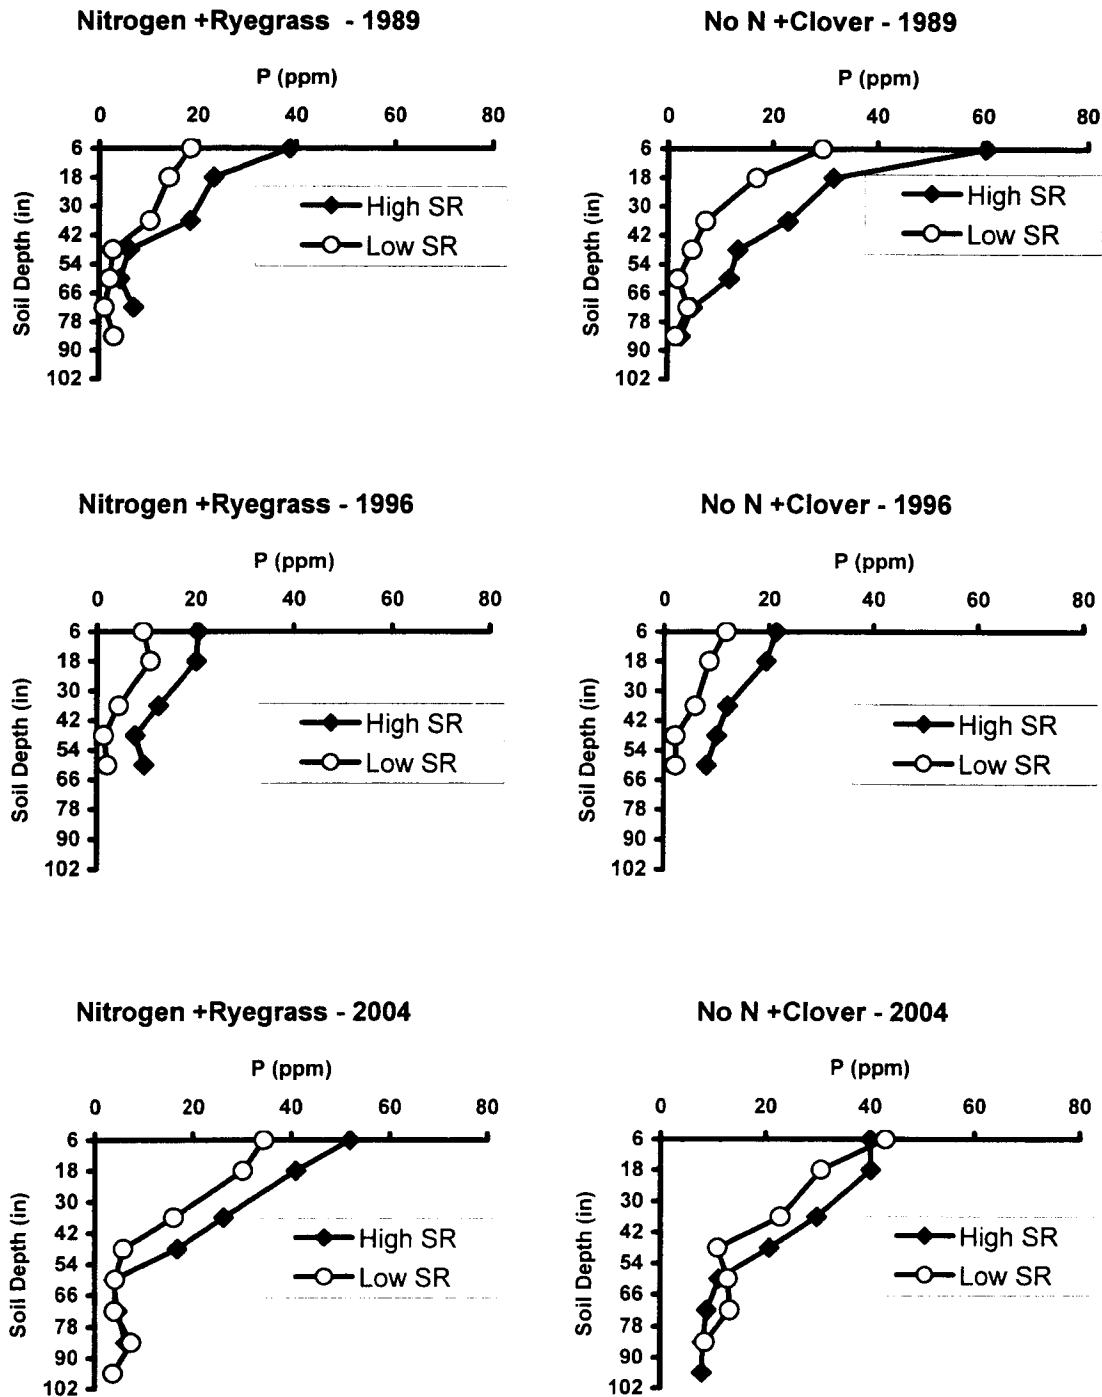 Nitrogen +Ryegrass - 1989
P (ppm)
0 20 40 60 80
6
18
30
42
54
66
78
90
102
Soil Depth (in)
High SR
Low SR
No N +Clover - 1989
P (ppm)
0 20 40 60 80
6
18
30
42
54
66
78
90
102
Soil Depth (in)
High SR
Low SR
Nitrogen +Ryegrass - 1996
P (ppm)
0 20 40 60 80
6
18
30
42
54
66
78
90
102
Soil Depth (in)
High SR
Low SR
No N +Clover - 1996
P (ppm)
0 20 40 60 80
6
18
30
42
54
66
78
90
102
Soil Depth (in)
High SR
Low SR
Nitrogen +Ryegrass - 2004
P (ppm)
0 20 40 60 80
6
18
30
42
54
66
78
90
102
Soil Depth (in)
High SR
Low SR
No N +Clover - 2004
P (ppm)
0 20 40 60 80
6
18
30
42
54
66
78
90
102
Soil Depth (in)
High SR
Low SR